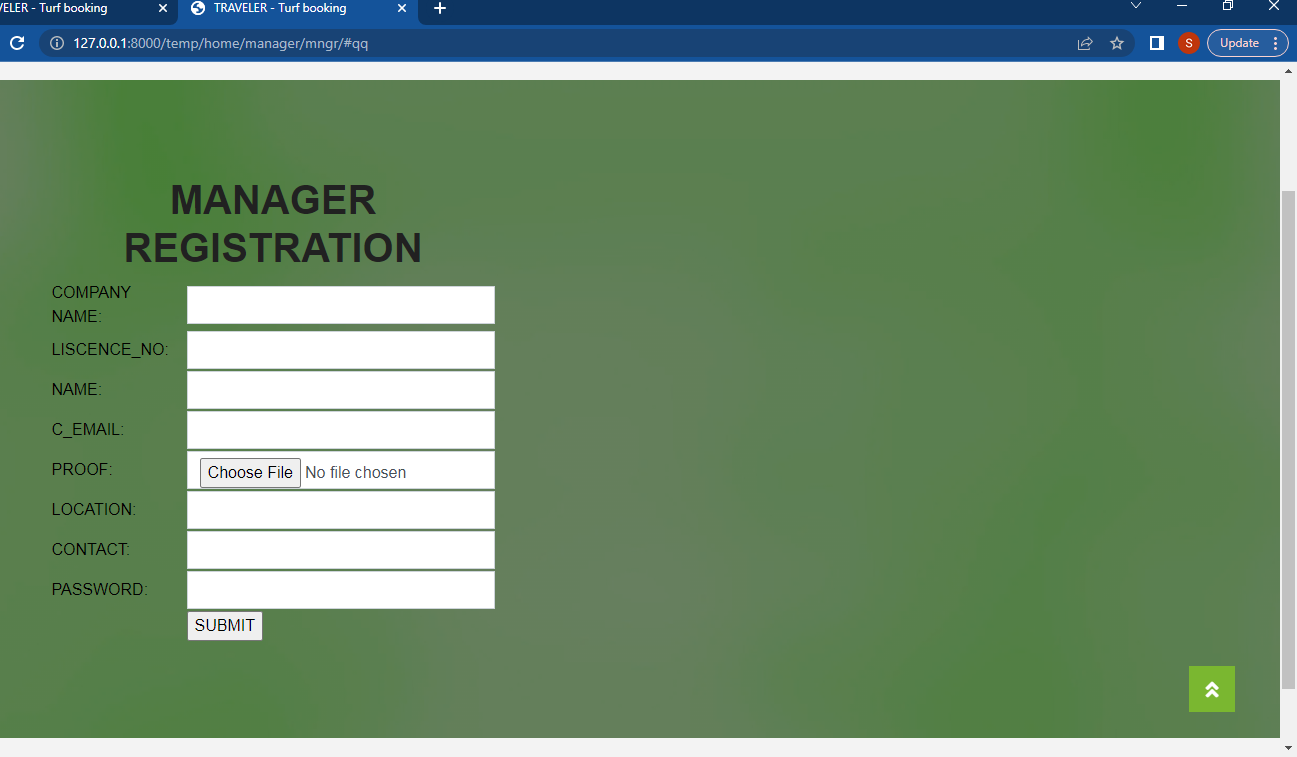 VELER - Turf booking
TRAVELER - Turf booking
127.0.0.1:8000/temp/home/manager/mngr/#qq
S
Update
MANAGER
REGISTRATION
COMPANY
NAME:
LISCENCE_NO:
NAME:
C_EMAIL:
PROOF:
Choose File No file chosen
LOCATION:
CONTACT:
PASSWORD:
SUBMIT